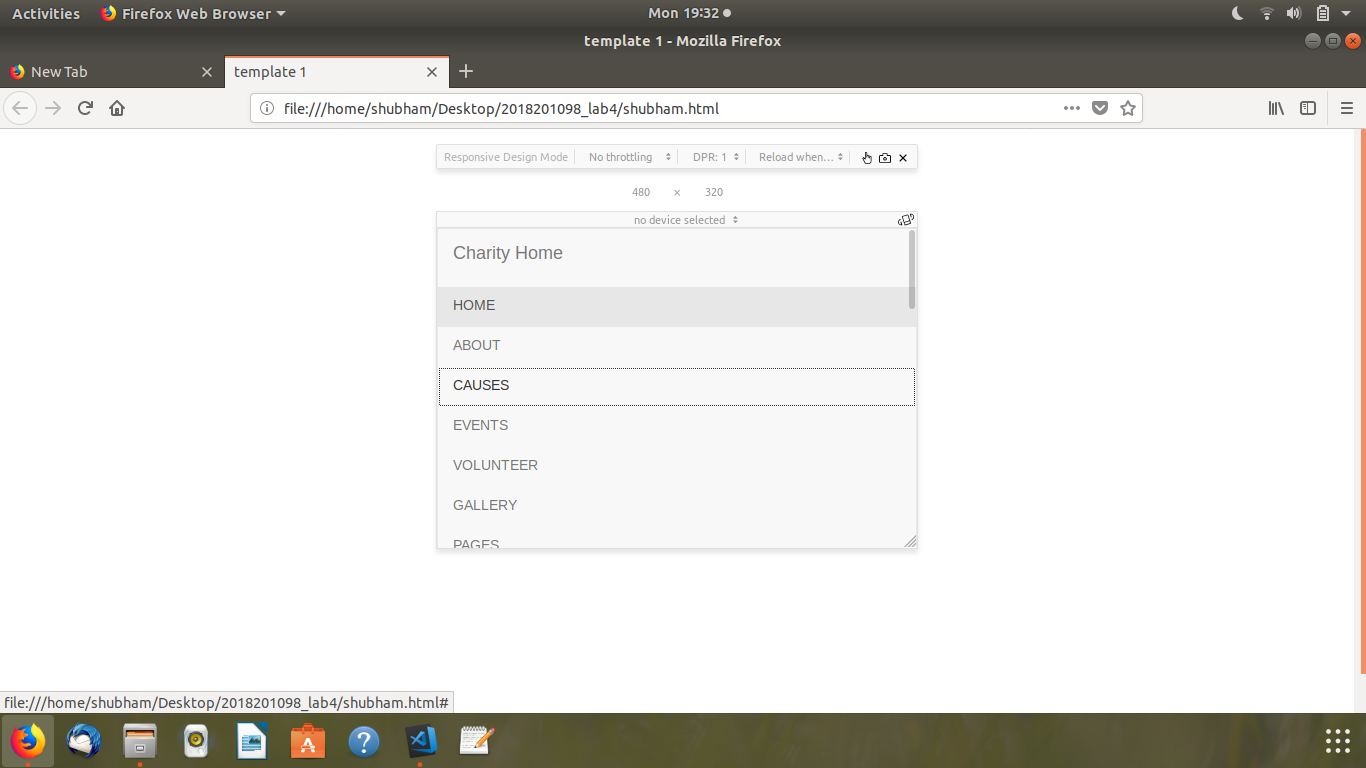 Activities Firefox Web Browser Mon 19:32
template 1 - Mozilla Firefox
New Tab template 1
file:///home/shubham/Desktop/2018201098_lab4/shubham.html
Responsive Design Mode No throttling DPR: 1 Reload when...
480 × 320
no device selected
Charity Home
HOME
ABOUT
CAUSES
EVENTS
VOLUNTEER
GALLERY
PAGES
file:///home/shubham/Desktop/2018201098_lab4/shubham.html#